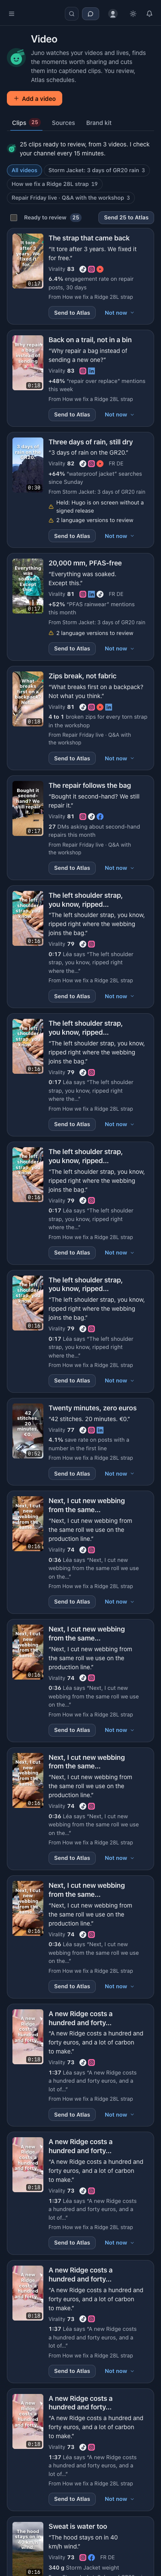 Video
Juno watches your videos and lives, finds
the moments worth sharing and cuts
them into captioned clips. You review,
Atlas schedules.
+ Add a video
Clips 25 Sources Brand kit
25 clips ready to review, from 3 videos. I check
your channel every 15 minutes.
All videos Storm Jacket: 3 days of GR20 rain 3
How we fix a Ridge 28L strap 19
Repair Friday live · Q&A with the workshop 3
Ready to review 25 Send 25 to Atlas
The strap that came back
"It tore after 3 years. We fixed it
for free."
Virality 83
6.4% engagement rate on repair
posts, 30 days
From How we fix a Ridge 28L strap
0:17
Send to Atlas Not now
Back on a trail, not in a bin
"Why repair a bag instead of
sending a new one?"
Virality 83
+48% "repair over replace" mentions
this week
From How we fix a Ridge 28L strap
0:18
Send to Atlas Not now
Three days of rain, still dry
"3 days of rain on the GR20."
Virality 82 FR DE
+64% "waterproof jacket" searches
since Sunday
From Storm Jacket: 3 days of GR20 rain
0:30
Held: Hugo is on screen without a
signed release
2 language versions to review
Send to Atlas Not now
20,000 mm, PFAS-free
"Everything was soaked.
Except this."
Virality 81 FR DE
+52% "PFAS rainwear" mentions
this month
From Storm Jacket: 3 days of GR20 rain
0:17
2 language versions to review
Send to Atlas Not now
Zips break, not fabric
"What breaks first on a backpack?
Not what you think."
Virality 81
4 to 1 broken zips for every torn strap
in the workshop
From Repair Friday live · Q&A with
the workshop
0:18
Send to Atlas Not now
The repair follows the bag
"Bought it second-hand? We still
repair it."
Virality 81
27 DMs asking about second-hand
repairs this month
From Repair Friday live · Q&A with
the workshop
0:17
Send to Atlas Not now
The left shoulder strap,
you know, ripped...
"The left shoulder strap, you know,
ripped right where the webbing
joins the bag."
Virality 79
0:17 Léa says "The left shoulder
strap, you know, ripped right
where the..."
From How we fix a Ridge 28L strap
0:16
Send to Atlas Not now
The left shoulder strap,
you know, ripped...
"The left shoulder strap, you know,
ripped right where the webbing
joins the bag."
Virality 79
0:17 Léa says "The left shoulder
strap, you know, ripped right
where the..."
From How we fix a Ridge 28L strap
0:16
Send to Atlas Not now
The left shoulder strap,
you know, ripped...
"The left shoulder strap, you know,
ripped right where the webbing
joins the bag."
Virality 79
0:17 Léa says "The left shoulder
strap, you know, ripped right
where the..."
From How we fix a Ridge 28L strap
0:16
Send to Atlas Not now
The left shoulder strap,
you know, ripped...
"The left shoulder strap, you know,
ripped right where the webbing
joins the bag."
Virality 79
0:17 Léa says "The left shoulder
strap, you know, ripped right
where the..."
From How we fix a Ridge 28L strap
0:16
Send to Atlas Not now
Twenty minutes, zero euros
"42 stitches. 20 minutes. €0."
Virality 77
4.1% save rate on posts with a
number in the first line
From How we fix a Ridge 28L strap
0:52
Send to Atlas Not now
Next, I cut new webbing
from the same...
"Next, I cut new webbing from
the same roll we use on the
production line."
Virality 74
0:36 Léa says "Next, I cut new
webbing from the same roll we use
on the..."
From How we fix a Ridge 28L strap
0:16
Send to Atlas Not now
Next, I cut new webbing
from the same...
"Next, I cut new webbing from
the same roll we use on the
production line."
Virality 74
0:36 Léa says "Next, I cut new
webbing from the same roll we use
on the..."
From How we fix a Ridge 28L strap
0:16
Send to Atlas Not now
Next, I cut new webbing
from the same...
"Next, I cut new webbing from
the same roll we use on the
production line."
Virality 74
0:36 Léa says "Next, I cut new
webbing from the same roll we use
on the..."
From How we fix a Ridge 28L strap
0:16
Send to Atlas Not now
Next, I cut new webbing
from the same...
"Next, I cut new webbing from
the same roll we use on the
production line."
Virality 74
0:36 Léa says "Next, I cut new
webbing from the same roll we use
on the..."
From How we fix a Ridge 28L strap
0:16
Send to Atlas Not now
A new Ridge costs a
hundred and forty...
"A new Ridge costs a hundred and
forty euros, and a lot of carbon
to make."
Virality 73
1:37 Léa says "A new Ridge costs
a hundred and forty euros, and a
lot of..."
From How we fix a Ridge 28L strap
0:18
Send to Atlas Not now
A new Ridge costs a
hundred and forty...
"A new Ridge costs a hundred and
forty euros, and a lot of carbon
to make."
Virality 73
1:37 Léa says "A new Ridge costs
a hundred and forty euros, and a
lot of..."
From How we fix a Ridge 28L strap
0:18
Send to Atlas Not now
A new Ridge costs a
hundred and forty...
"A new Ridge costs a hundred and
forty euros, and a lot of carbon
to make."
Virality 73
1:37 Léa says "A new Ridge costs
a hundred and forty euros, and a
lot of..."
From How we fix a Ridge 28L strap
0:18
Send to Atlas Not now
A new Ridge costs a
hundred and forty...
"A new Ridge costs a hundred and
forty euros, and a lot of carbon
to make."
Virality 73
1:37 Léa says "A new Ridge costs
a hundred and forty euros, and a
lot of..."
From How we fix a Ridge 28L strap
0:18
Send to Atlas Not now
Sweat is water too
"The hood stays on in 40
km/h wind."
Virality 73 FR DE
340 g Storm Jacket weight
0:16